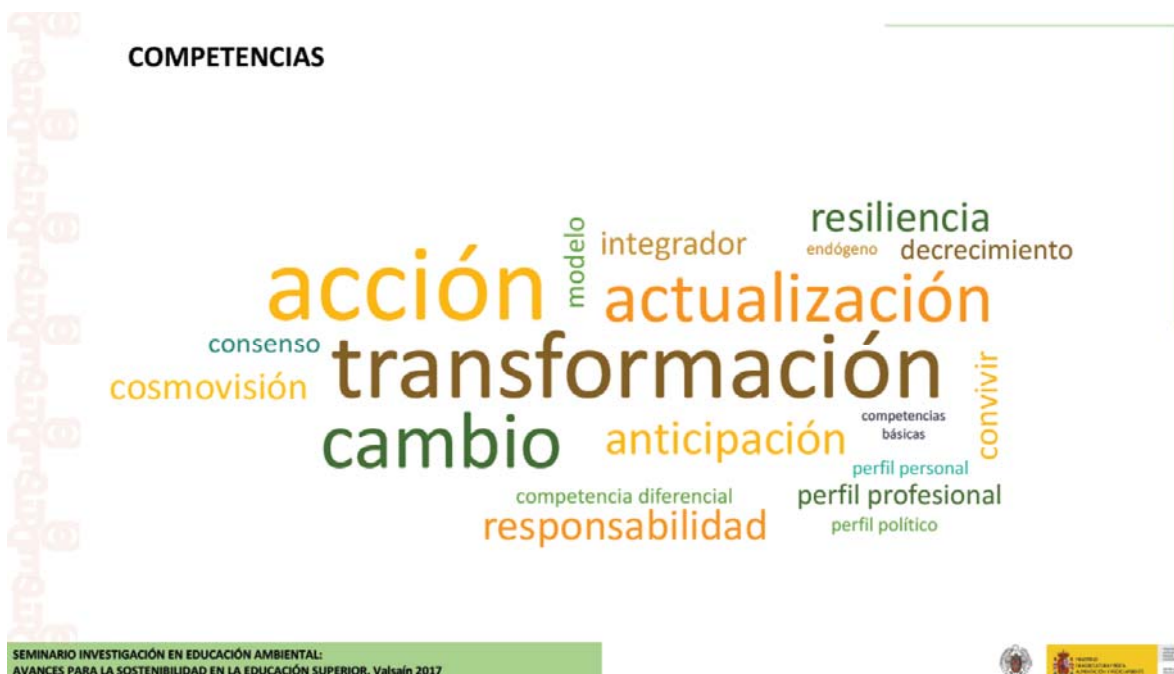 COMPETENCIAS
resiliencia
modelo
integrador
endógeno
decrecimiento
acción
actualización
consenso
transformación
cosmovisión
convivir
cambio
anticipación
competencias
básicas
perfil personal
competencia diferencial
perfil profesional
responsabilidad
perfil político
SEMINARIO INVESTIGACIÓN EN EDUCACIÓN AMBIENTAL:
AVANCES PARA LA SOSTENIBILIDAD EN LA EDUCACIÓN SUPERIOR. Valsaín 2017